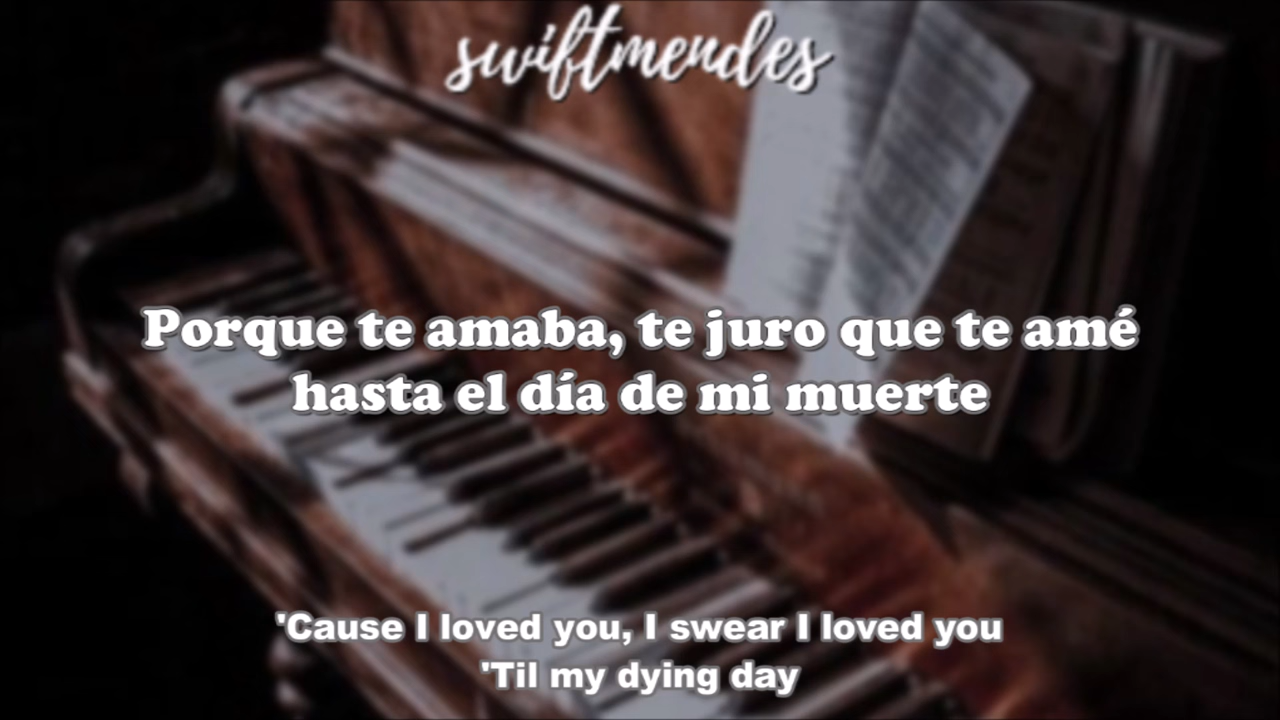 swiftmendes
Porque te amaba, te juro que te amé
hasta el día de mi muerte
'Cause I loved you, I swear I loved you
'Til my dying day